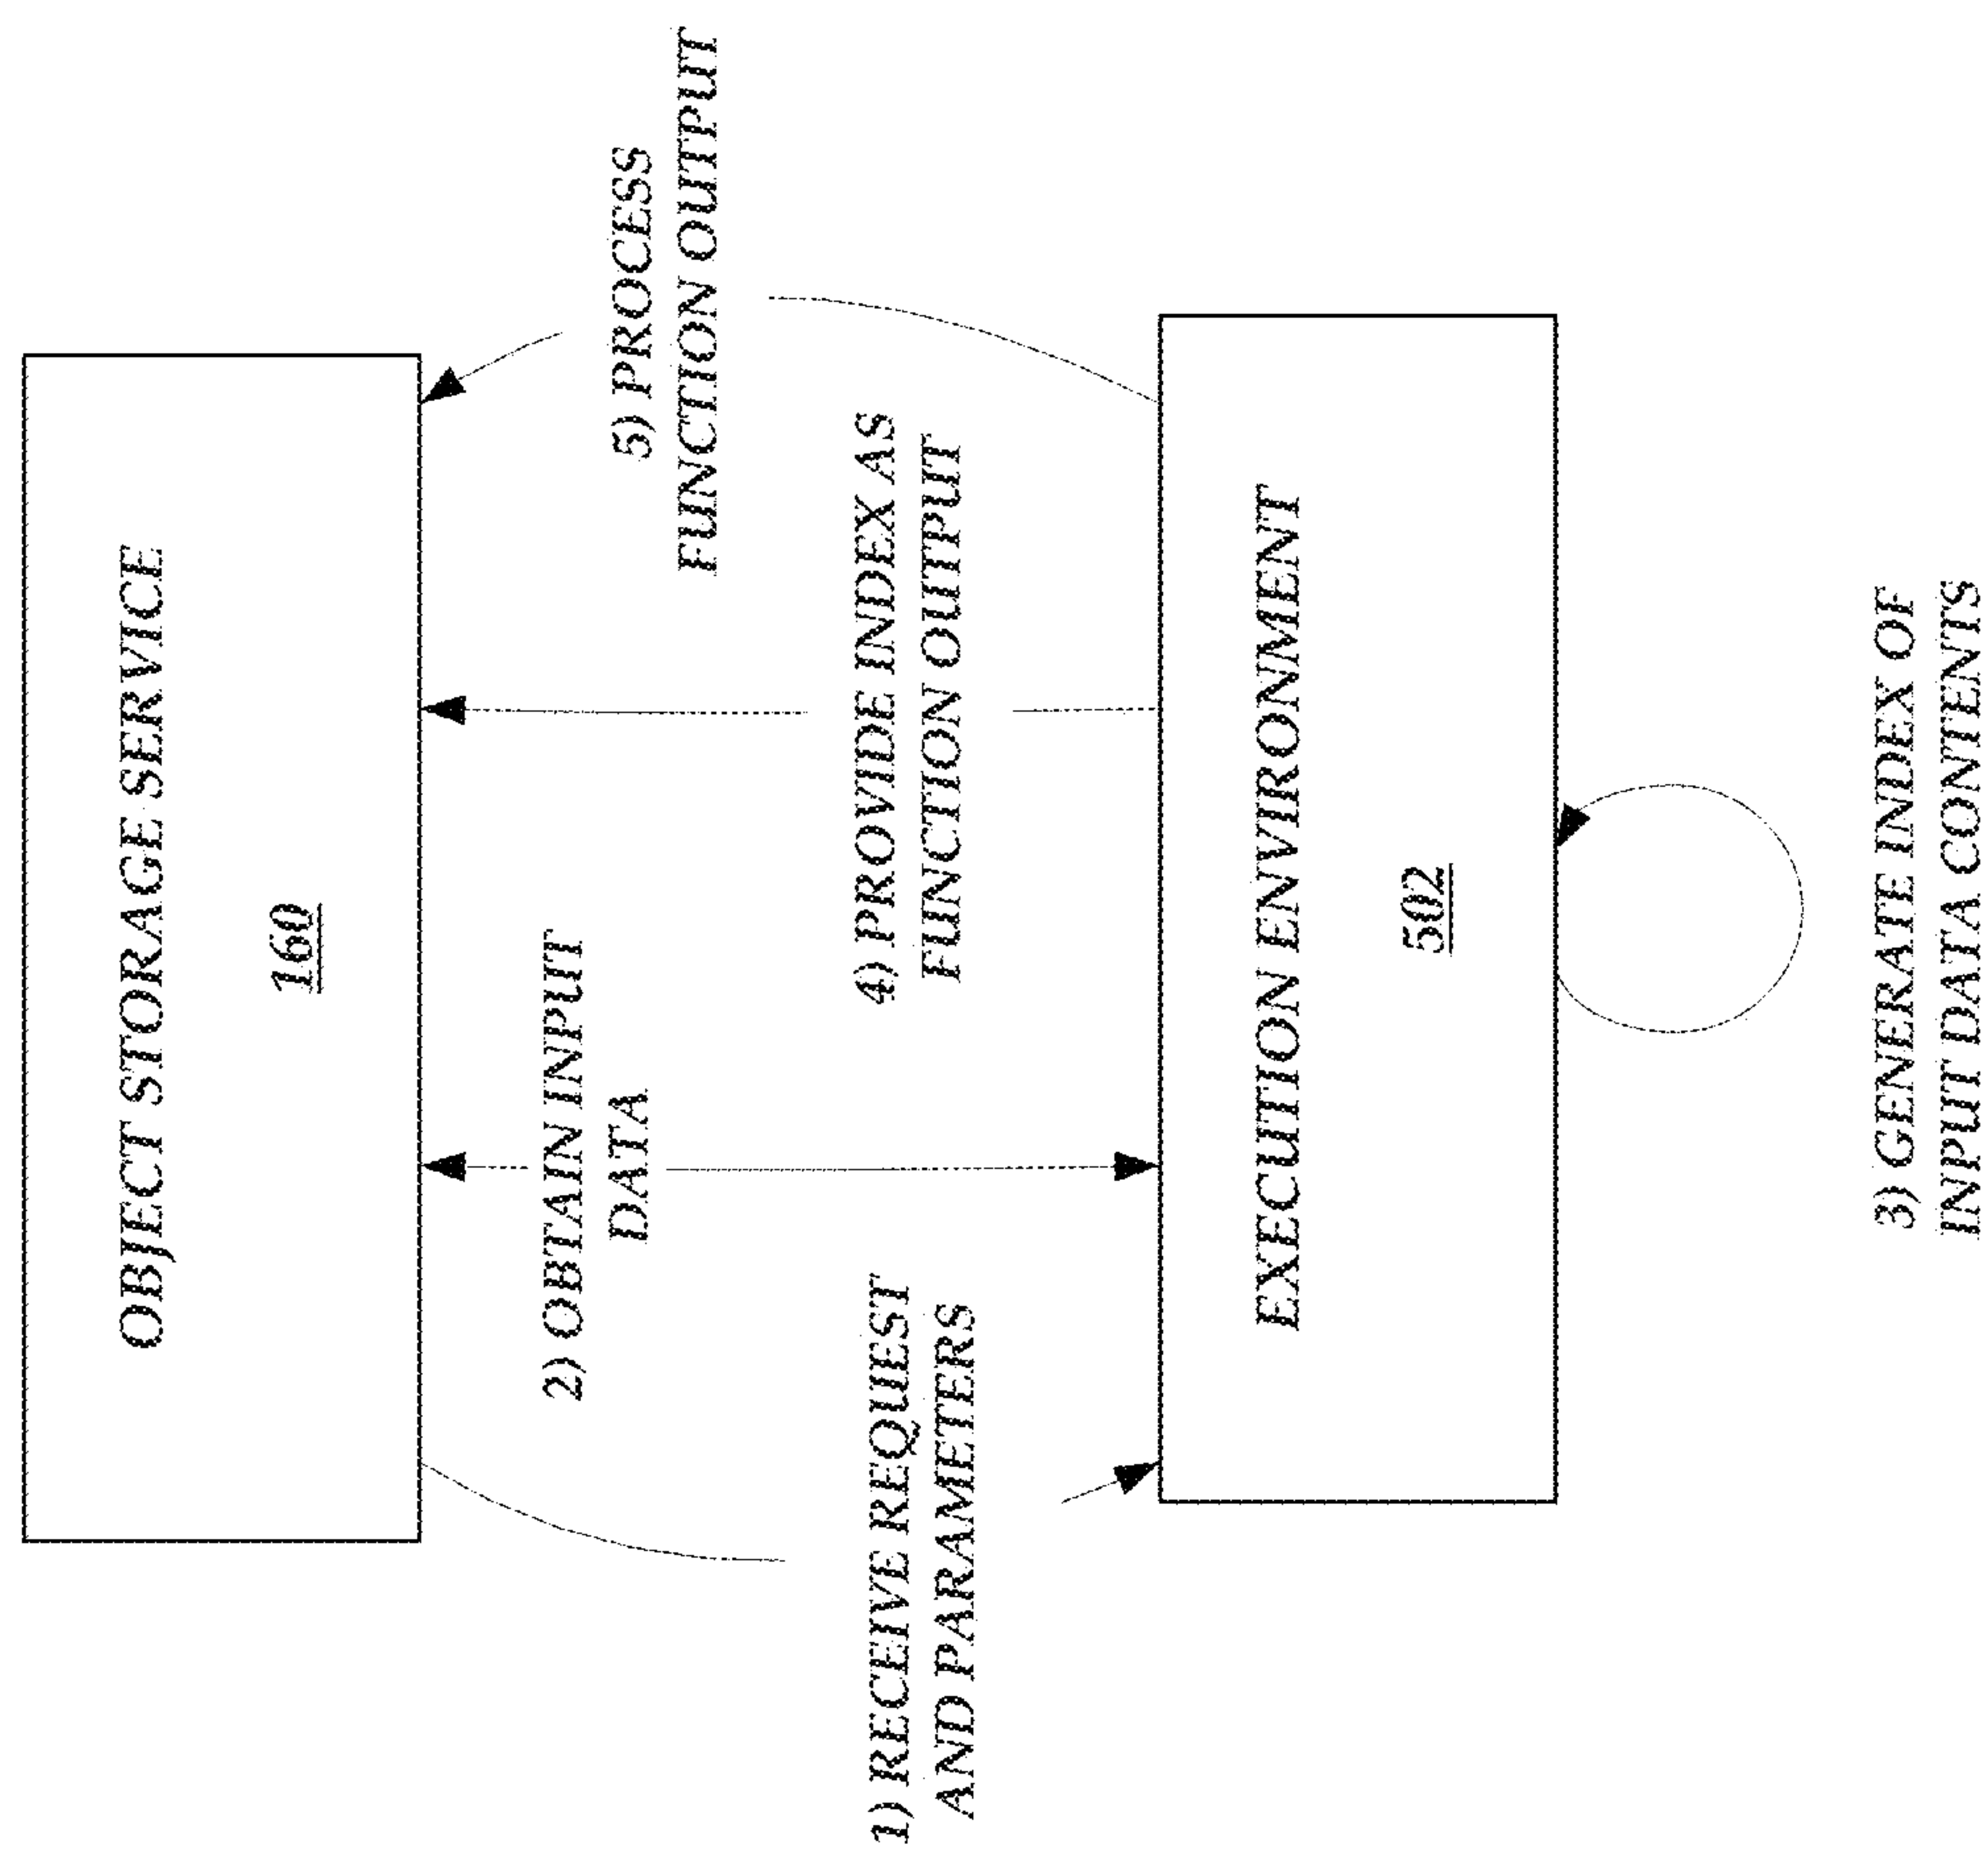 OBJECT STORAGE SERVICE
160
1) RECEIVE REQUEST
AND PARAMETERS
2) OBTAIN INPUT
DATA
4) PROVIDE INDEX AS
FUNCTION OUTPUT
5) PROCESS
FUNCTION OUTPUT
EXECUTION ENVIRONMENT
502
3) GENERATE INDEX OF
INPUT DATA CONTENTS